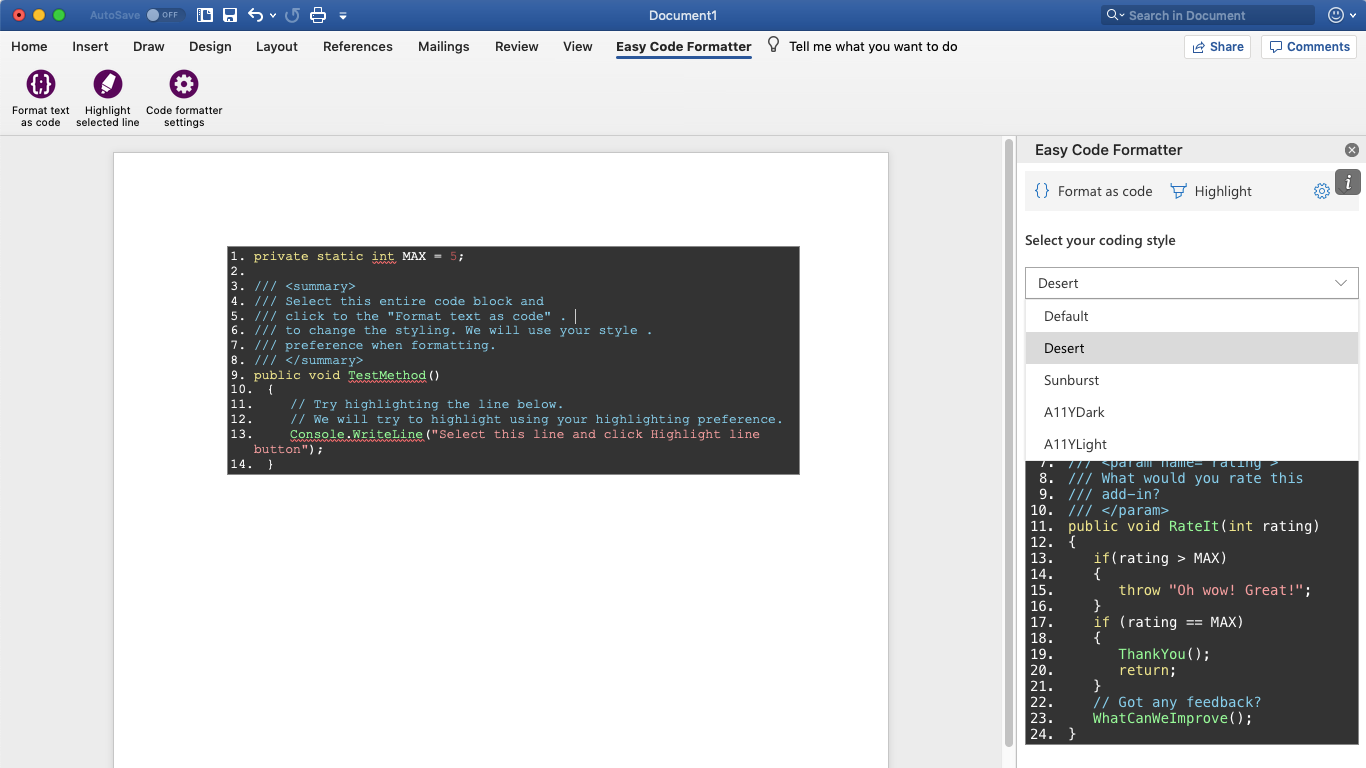 AutoSave OFF Document1 Search in Document
Home Insert Draw Design Layout References Mailings Review View Easy Code Formatter Tell me what you want to do Share Comments
Format text as code
Highlight selected line
Code formatter settings
1. private static int MAX = 5;
2.
3. /// <summary>
4. /// Select this entire code block and
5. /// click to the "Format text as code" .
6. /// to change the styling. We will use your style .
7. /// preference when formatting.
8. /// </summary>
9. public void TestMethod()
10. {
11. // Try highlighting the line below.
12. // We will try to highlight using your highlighting preference.
13. Console.WriteLine("Select this line and click Highlight line
button");
14. }
Easy Code Formatter
{} Format as code Highlight i
Select your coding style
Desert
Default
Desert
Sunburst
A11YDark
A11YLight
7. /// <param name="rating">
8. /// What would you rate this
9. /// add-in?
10. /// </param>
11. public void RateIt(int rating)
12. {
13. if(rating > MAX)
14. {
15. throw "Oh wow! Great!";
16. }
17. if (rating == MAX)
18. {
19. ThankYou();
20. return;
21. }
22. // Got any feedback?
23. WhatCanWeImprove();
24. }